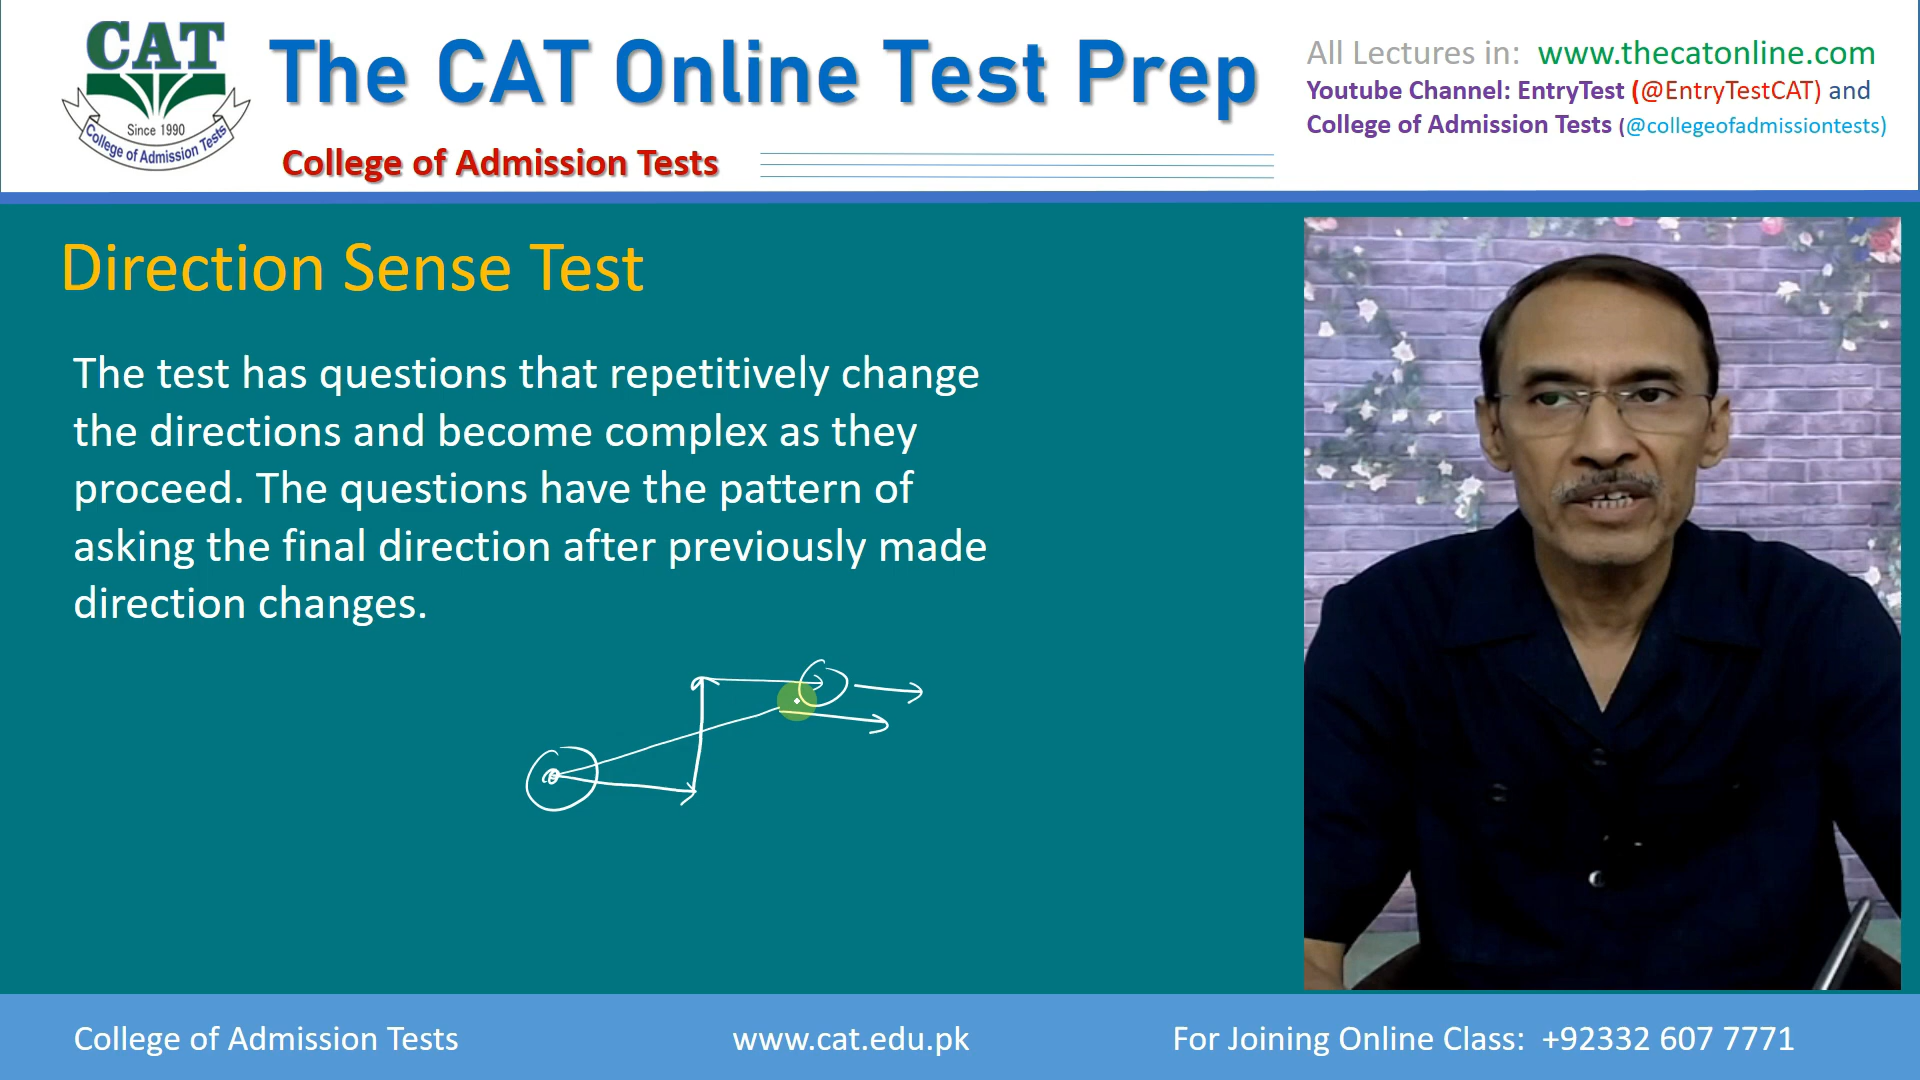 CAT
Since 1990
College of Admission Tests
The CAT Online Test Prep
College of Admission Tests
All Lectures in: www.thecatonline.com
Youtube Channel: EntryTest (@EntryTestCAT) and
College of Admission Tests (@collegeofadmissiontests)
Direction Sense Test
The test has questions that repetitively change
the directions and become complex as they
proceed. The questions have the pattern of
asking the final direction after previously made
direction changes.
College of Admission Tests
www.cat.edu.pk
For Joining Online Class: +92332 607 7771